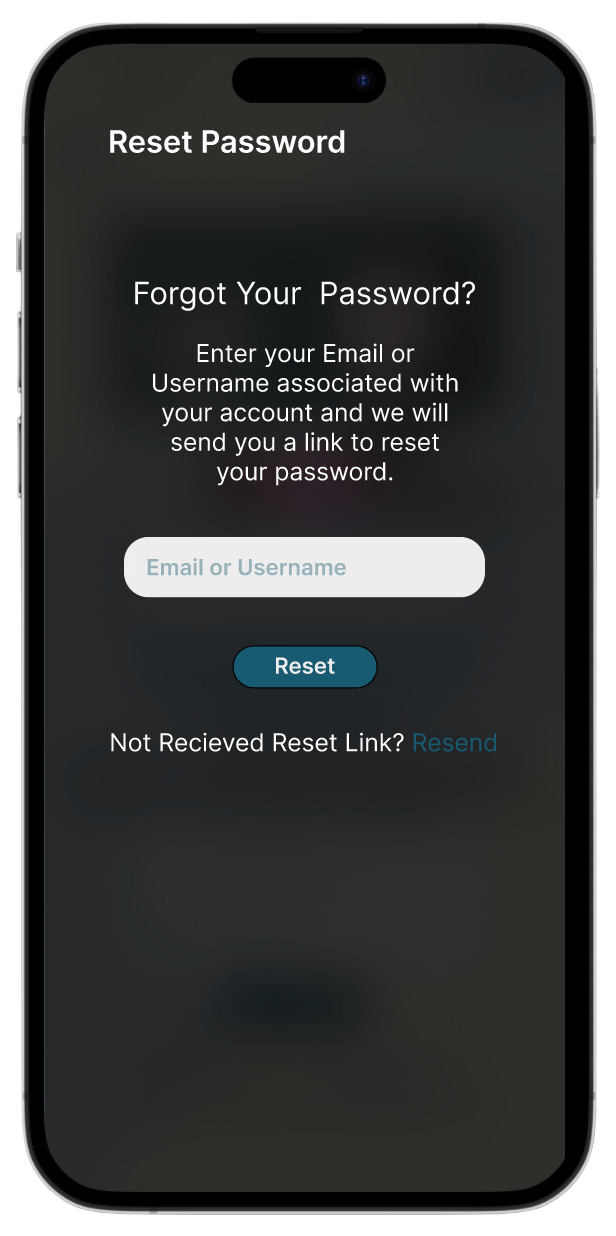 Reset Password
Forgot Your  Password?
Enter your Email or
Username associated with
your account and we will
send you a link to reset
your password.
Email or Username
Reset
Not Recieved Reset Link? Resend